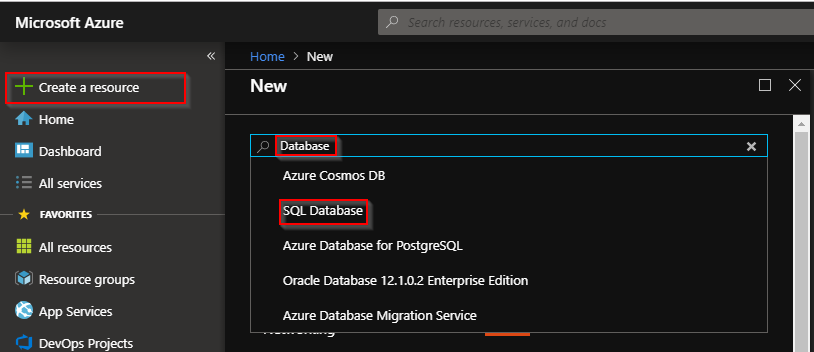 Microsoft Azure
Search resources, services, and docs
«
Create a resource
Home
Dashboard
All services
FAVORITES
All resources
Resource groups
App Services
DevOps Projects
Home > New
New
Database
Azure Cosmos DB
SQL Database
Azure Database for PostgreSQL
Oracle Database 12.1.0.2 Enterprise Edition
Azure Database Migration Service
Networking